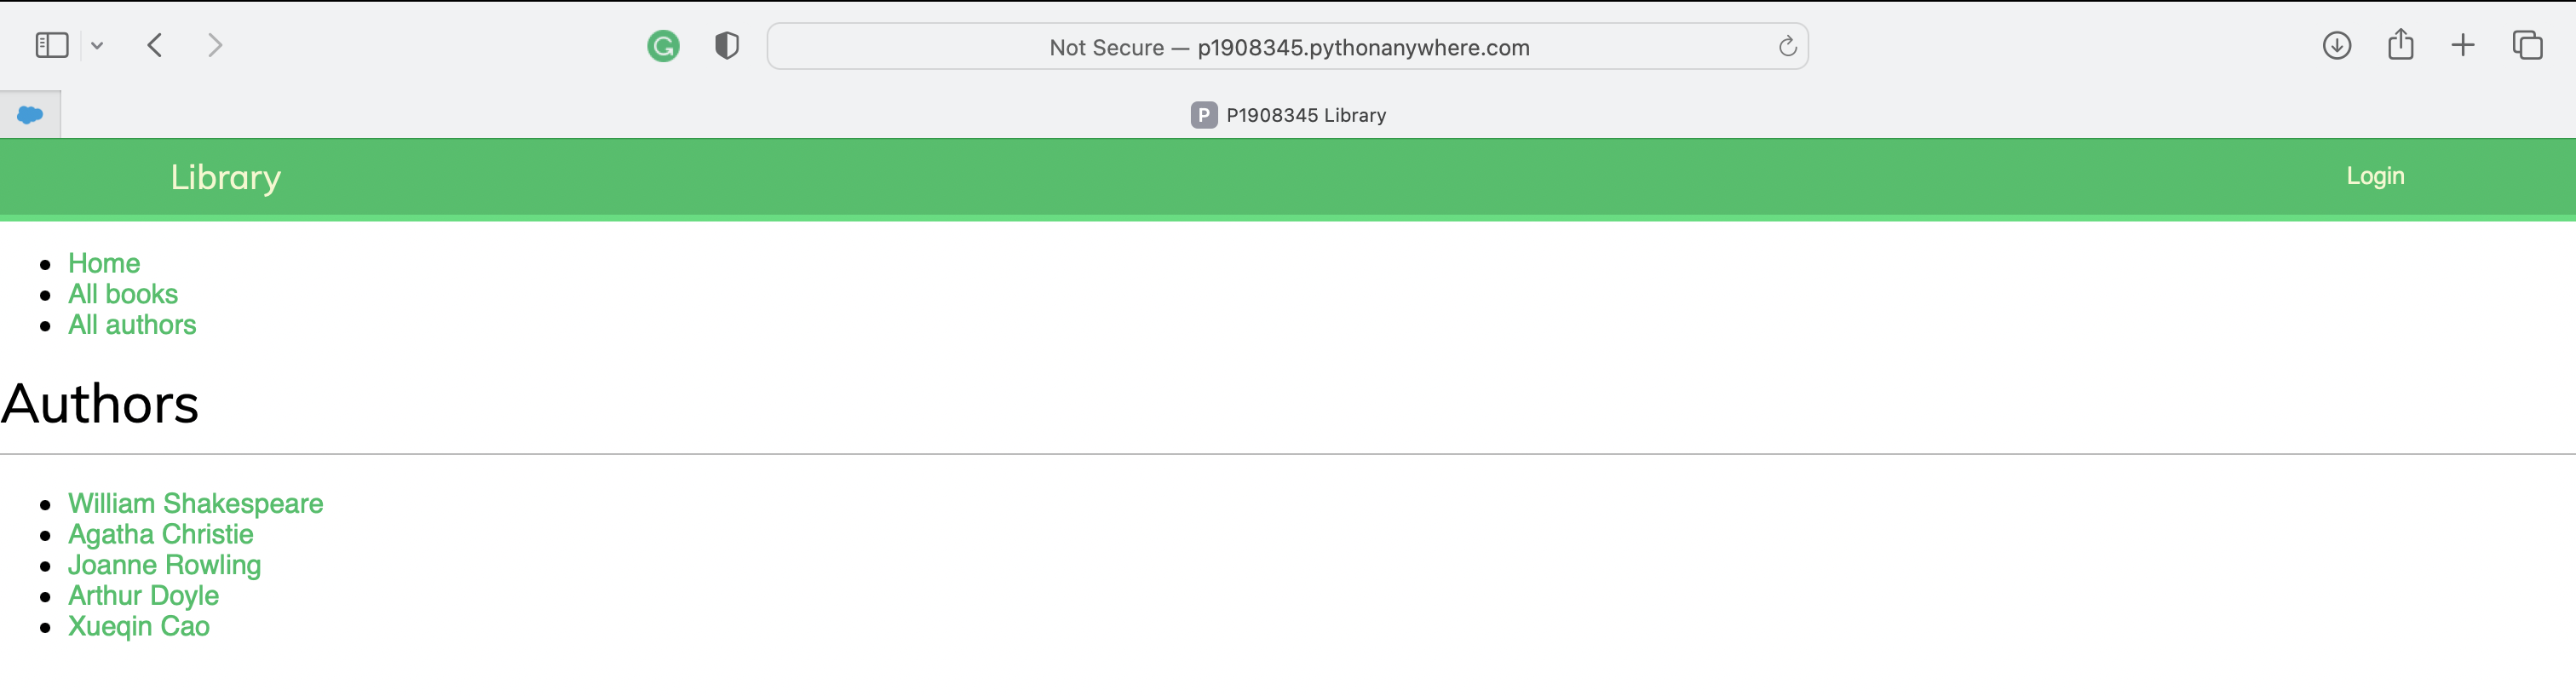 Not Secure — p1908345.pythonanywhere.com
P P1908345 Library
Library Login
Home
All books
All authors
Authors
William Shakespeare
Agatha Christie
Joanne Rowling
Arthur Doyle
Xueqin Cao